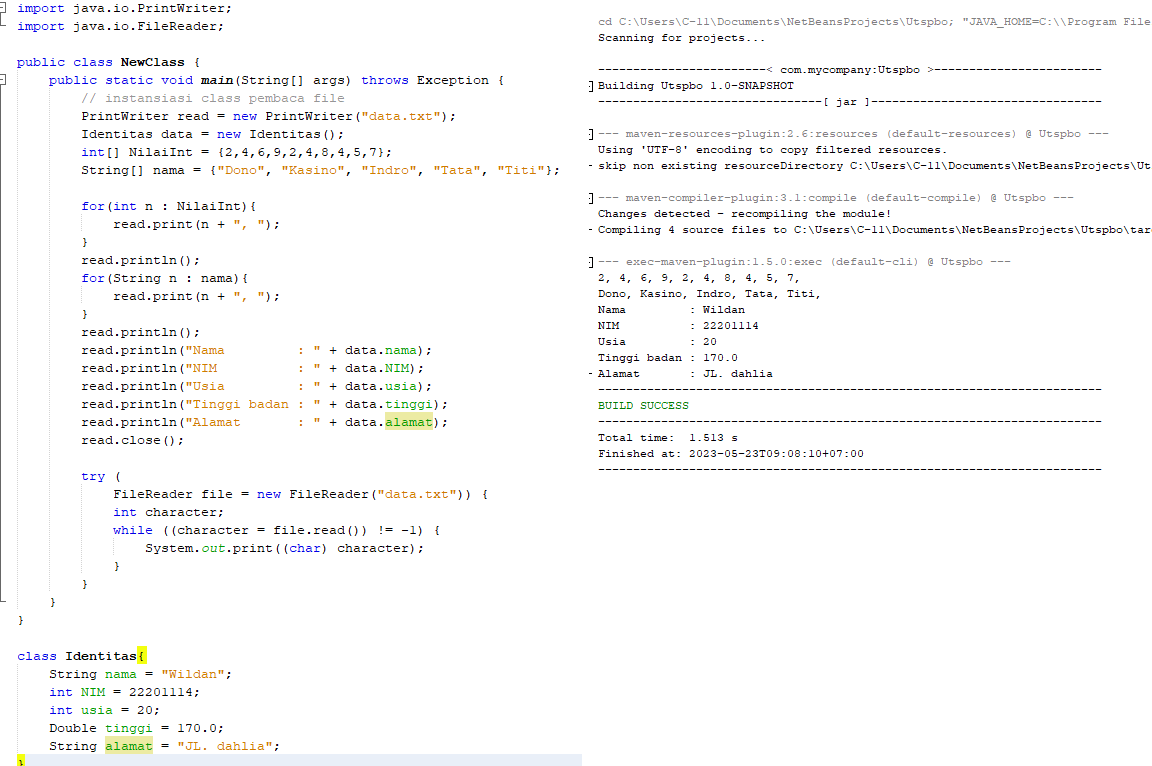 import java.io.PrintWriter;
import java.io.FileReader;

public class NewClass {
    public static void main(String[] args) throws Exception {
        // instansiasi class pembaca file
        PrintWriter read = new PrintWriter("data.txt");
        Identitas data = new Identitas();
        int[] NilaiInt = {2,4,6,9,2,4,8,4,5,7};
        String[] nama = {"Dono", "Kasino", "Indro", "Tata", "Titi"};

        for(int n : NilaiInt){
            read.print(n + ", ");
        }
        read.println();
        for(String n : nama){
            read.print(n + ", ");
        }
        read.println();
        read.println("Nama         : " + data.nama);
        read.println("NIM          : " + data.NIM);
        read.println("Usia         : " + data.usia);
        read.println("Tinggi badan : " + data.tinggi);
        read.println("Alamat       : " + data.alamat);
        read.close();

        try (
            FileReader file = new FileReader("data.txt")) {
            int character;
            while ((character = file.read()) != -1) {
                System.out.print((char) character);
            }
        }
    }
}

class Identitas{
    String nama = "Wildan";
    int NIM = 22201114;
    int usia = 20;
    Double tinggi = 170.0;
    String alamat = "JL. dahlia";
}
cd C:\Users\C-11\Documents\NetBeansProjects\Utspbo; "JAVA_HOME=C:\\Program File
Scanning for projects...

------------------------< com.mycompany:Utspbo >------------------------
Building Utspbo 1.0-SNAPSHOT
--------------------------------[ jar ]---------------------------------

--- maven-resources-plugin:2.6:resources (default-resources) @ Utspbo ---
Using 'UTF-8' encoding to copy filtered resources.
skip non existing resourceDirectory C:\Users\C-11\Documents\NetBeansProjects\Ut

--- maven-compiler-plugin:3.1:compile (default-compile) @ Utspbo ---
Changes detected - recompiling the module!
Compiling 4 source files to C:\Users\C-11\Documents\NetBeansProjects\Utspbo\tar

--- exec-maven-plugin:1.5.0:exec (default-cli) @ Utspbo ---
2, 4, 6, 9, 2, 4, 8, 4, 5, 7,
Dono, Kasino, Indro, Tata, Titi,
Nama         : Wildan
NIM          : 22201114
Usia         : 20
Tinggi badan : 170.0
Alamat       : JL. dahlia
------------------------------------------------------------------------
BUILD SUCCESS
------------------------------------------------------------------------
Total time:  1.513 s
Finished at: 2023-05-23T09:08:10+07:00
------------------------------------------------------------------------